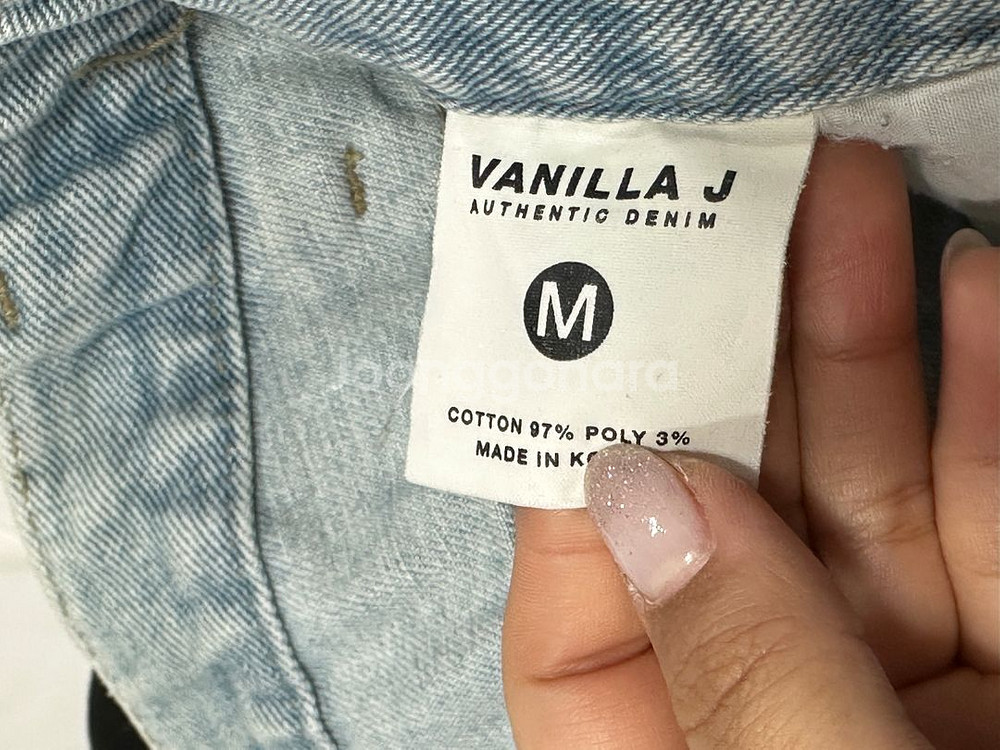 VANILLA J
AUTHENTIC DENIM
M
COTTON 97% POLY 3%
MADE IN